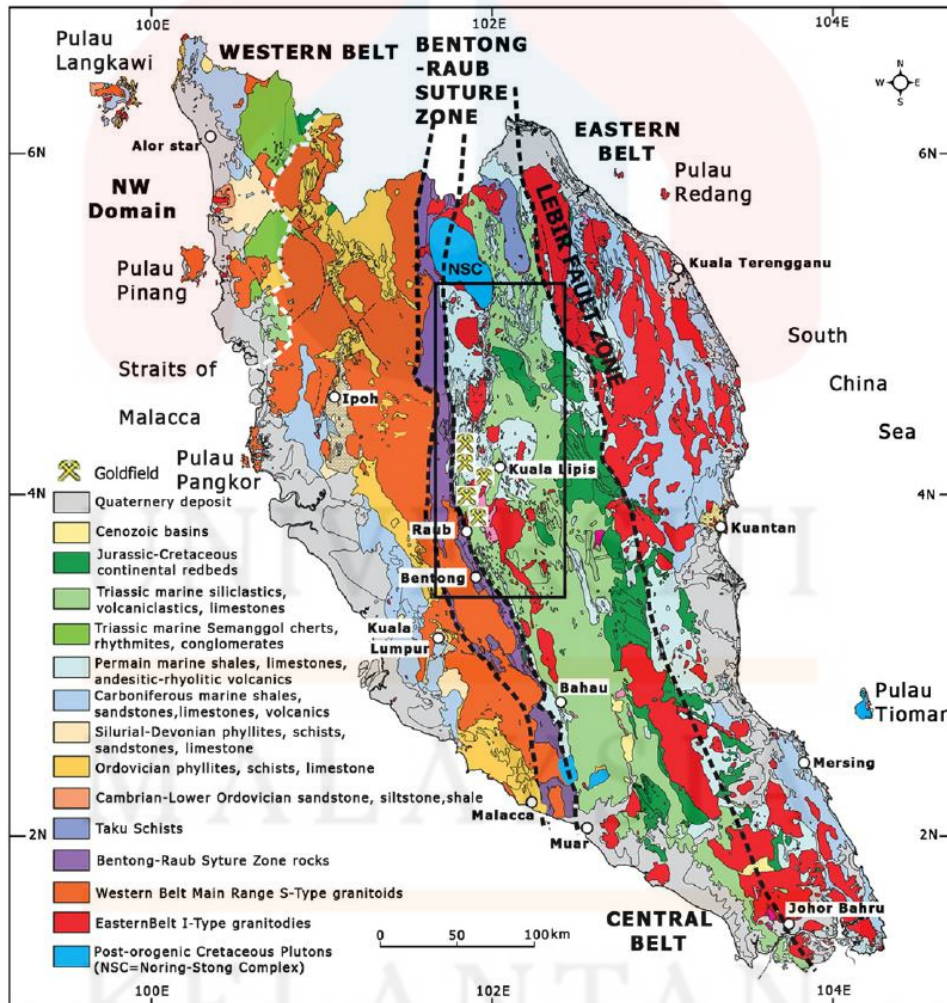 100E
102E
104E
Pulau
Langkawi
WESTERN BELT
BENTONG
-RAUB
SUTURE
ZONE
N
W
E
S
Alor star
EASTERN
BELT
6N
6N
Pulau
Redang
NW
Domain
LEBIR FAULT ZONE
NSC
Kuala Terengganu
Pulau
Pinang
South
China
Sea
Straits of
Malacca
Ipoh
Pulau
Pangkor
Kuala Lipis
Goldfield
4N
Quaternery deposit
Kuantan
Cenozoic basins
Raub
Jurassic-Cretaceous
continental redbeds
Bentong
Triassic marine siliclastics,
volcaniclastics, limestones
Triassic marine Semanggol cherts,
rhythmites, conglomerates
Kuala
Lumpur
Permain marine shales, limestones,
andesitic-rhyolitic volcanics
Bahau
Pulau
Tioman
Carboniferous marine shales,
sandstones,limestones, volcanics
Silurial-Devonian phyllites, schists,
sandstones, limestone
Mersing
Ordovician phyllites, schists, limestone
Cambrian-Lower Ordovician sandstone, siltstone,shale
Malacca
Taku Schists
Muar
2N
2N
Bentong-Raub Syture Zone rocks
Western Belt Main Range S-Type granitoids
EasternBelt I-Type granitodies
CENTRAL
BELT
Johor Bahru
Post-orogenic Cretaceous Plutons
(NSC=Noring-Stong Complex)
0 50 100km
100E
102E
104E
UNIVERSITI
MALAYSIA
KELANTAN